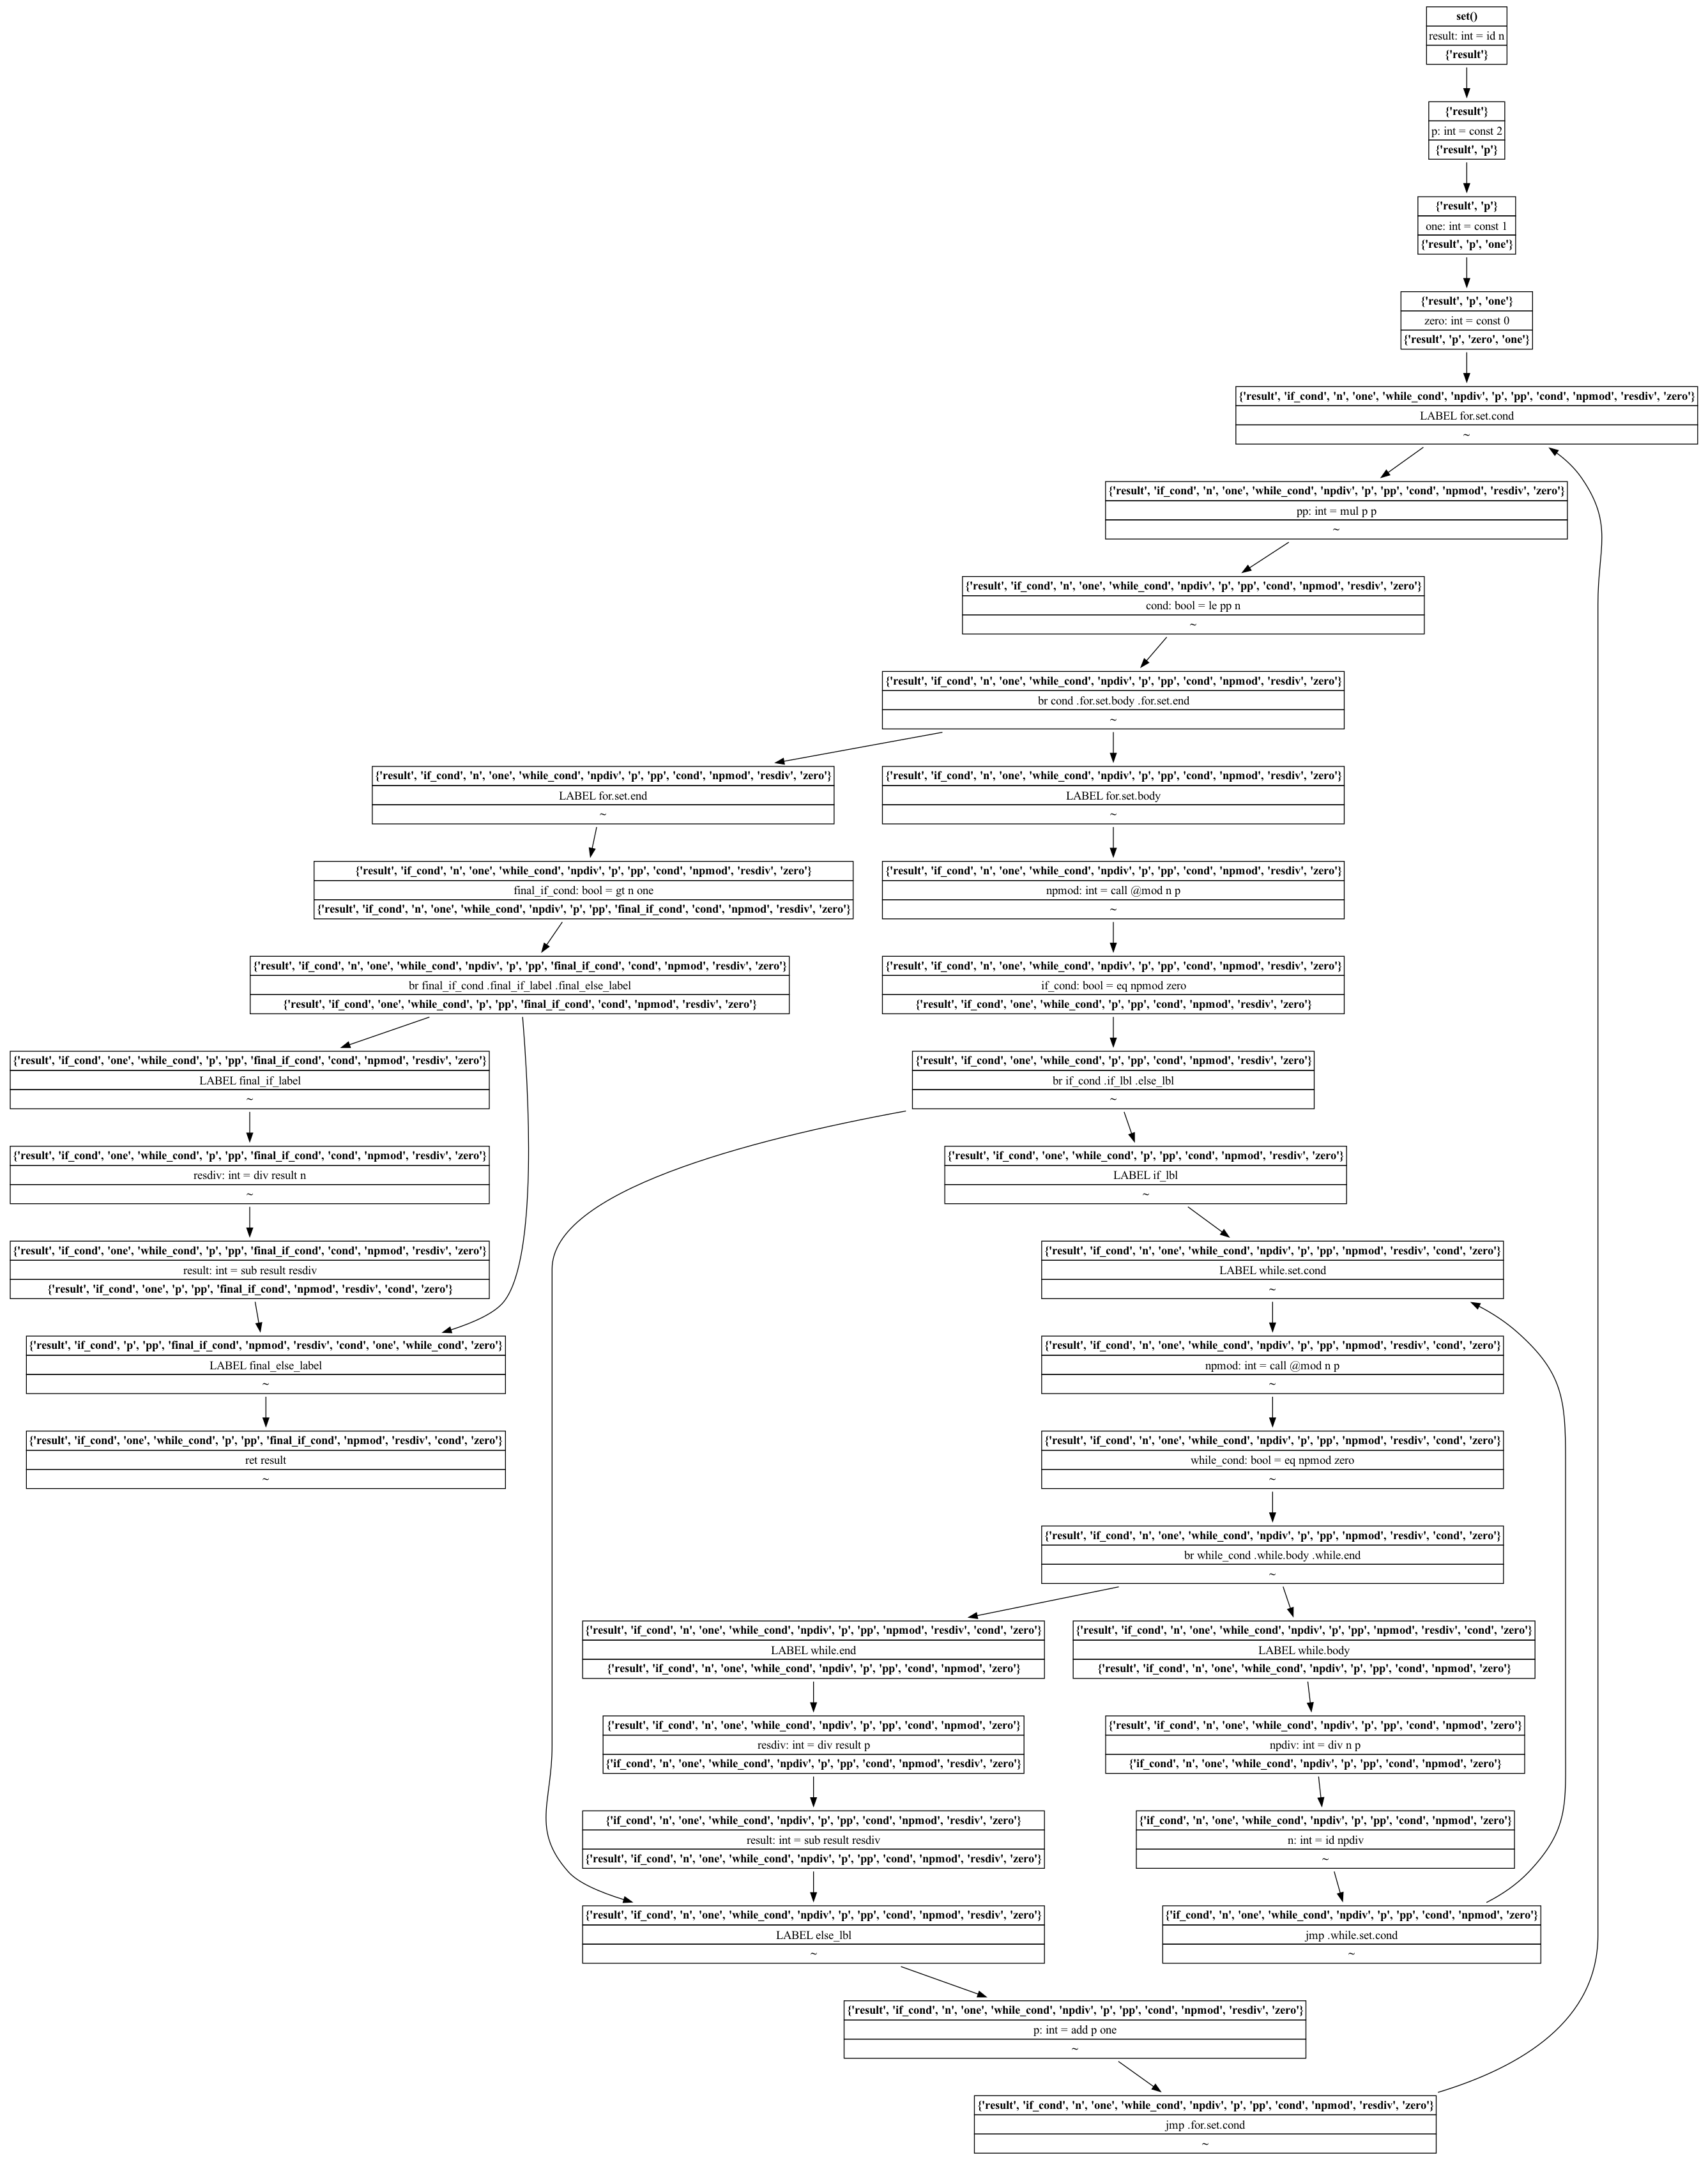 set()
result: int = id n
{'result'}
{'result'}
p: int = const 2
{'result', 'p'}
{'result', 'p'}
one: int = const 1
{'result', 'p', 'one'}
{'result', 'p', 'one'}
zero: int = const 0
{'result', 'p', 'zero', 'one'}
{'result', 'if_cond', 'n', 'one', 'while_cond', 'npdiv', 'p', 'pp', 'cond', 'npmod', 'resdiv', 'zero'}
LABEL for.set.cond
~
{'result', 'if_cond', 'n', 'one', 'while_cond', 'npdiv', 'p', 'pp', 'cond', 'npmod', 'resdiv', 'zero'}
pp: int = mul p p
~
{'result', 'if_cond', 'n', 'one', 'while_cond', 'npdiv', 'p', 'pp', 'cond', 'npmod', 'resdiv', 'zero'}
cond: bool = le pp n
~
{'result', 'if_cond', 'n', 'one', 'while_cond', 'npdiv', 'p', 'pp', 'cond', 'npmod', 'resdiv', 'zero'}
br cond .for.set.body .for.set.end
~
{'result', 'if_cond', 'n', 'one', 'while_cond', 'npdiv', 'p', 'pp', 'cond', 'npmod', 'resdiv', 'zero'}
LABEL for.set.end
~
{'result', 'if_cond', 'n', 'one', 'while_cond', 'npdiv', 'p', 'pp', 'cond', 'npmod', 'resdiv', 'zero'}
LABEL for.set.body
~
{'result', 'if_cond', 'n', 'one', 'while_cond', 'npdiv', 'p', 'pp', 'cond', 'npmod', 'resdiv', 'zero'}
final_if_cond: bool = gt n one
{'result', 'if_cond', 'n', 'one', 'while_cond', 'npdiv', 'p', 'pp', 'final_if_cond', 'cond', 'npmod', 'resdiv', 'zero'}
{'result', 'if_cond', 'n', 'one', 'while_cond', 'npdiv', 'p', 'pp', 'cond', 'npmod', 'resdiv', 'zero'}
npmod: int = call @mod n p
~
{'result', 'if_cond', 'n', 'one', 'while_cond', 'npdiv', 'p', 'pp', 'final_if_cond', 'cond', 'npmod', 'resdiv', 'zero'}
br final_if_cond .final_if_label .final_else_label
{'result', 'if_cond', 'one', 'while_cond', 'p', 'pp', 'final_if_cond', 'cond', 'npmod', 'resdiv', 'zero'}
{'result', 'if_cond', 'n', 'one', 'while_cond', 'npdiv', 'p', 'pp', 'cond', 'npmod', 'resdiv', 'zero'}
if_cond: bool = eq npmod zero
{'result', 'if_cond', 'one', 'while_cond', 'p', 'pp', 'cond', 'npmod', 'resdiv', 'zero'}
{'result', 'if_cond', 'one', 'while_cond', 'p', 'pp', 'final_if_cond', 'cond', 'npmod', 'resdiv', 'zero'}
LABEL final_if_label
~
{'result', 'if_cond', 'one', 'while_cond', 'p', 'pp', 'cond', 'npmod', 'resdiv', 'zero'}
br if_cond .if_lbl .else_lbl
~
{'result', 'if_cond', 'one', 'while_cond', 'p', 'pp', 'final_if_cond', 'cond', 'npmod', 'resdiv', 'zero'}
resdiv: int = div result n
~
{'result', 'if_cond', 'one', 'while_cond', 'p', 'pp', 'cond', 'npmod', 'resdiv', 'zero'}
LABEL if_lbl
~
{'result', 'if_cond', 'one', 'while_cond', 'p', 'pp', 'final_if_cond', 'cond', 'npmod', 'resdiv', 'zero'}
result: int = sub result resdiv
{'result', 'if_cond', 'one', 'p', 'pp', 'final_if_cond', 'npmod', 'resdiv', 'cond', 'zero'}
{'result', 'if_cond', 'n', 'one', 'while_cond', 'npdiv', 'p', 'pp', 'npmod', 'resdiv', 'cond', 'zero'}
LABEL while.set.cond
~
{'result', 'if_cond', 'p', 'pp', 'final_if_cond', 'npmod', 'resdiv', 'cond', 'one', 'while_cond', 'zero'}
LABEL final_else_label
~
{'result', 'if_cond', 'n', 'one', 'while_cond', 'npdiv', 'p', 'pp', 'npmod', 'resdiv', 'cond', 'zero'}
npmod: int = call @mod n p
~
{'result', 'if_cond', 'one', 'while_cond', 'p', 'pp', 'final_if_cond', 'npmod', 'resdiv', 'cond', 'zero'}
ret result
~
{'result', 'if_cond', 'n', 'one', 'while_cond', 'npdiv', 'p', 'pp', 'npmod', 'resdiv', 'cond', 'zero'}
while_cond: bool = eq npmod zero
~
{'result', 'if_cond', 'n', 'one', 'while_cond', 'npdiv', 'p', 'pp', 'npmod', 'resdiv', 'cond', 'zero'}
br while_cond .while.body .while.end
~
{'result', 'if_cond', 'n', 'one', 'while_cond', 'npdiv', 'p', 'pp', 'npmod', 'resdiv', 'cond', 'zero'}
LABEL while.end
{'result', 'if_cond', 'n', 'one', 'while_cond', 'npdiv', 'p', 'pp', 'cond', 'npmod', 'zero'}
{'result', 'if_cond', 'n', 'one', 'while_cond', 'npdiv', 'p', 'pp', 'npmod', 'resdiv', 'cond', 'zero'}
LABEL while.body
{'result', 'if_cond', 'n', 'one', 'while_cond', 'npdiv', 'p', 'pp', 'cond', 'npmod', 'zero'}
{'result', 'if_cond', 'n', 'one', 'while_cond', 'npdiv', 'p', 'pp', 'cond', 'npmod', 'zero'}
resdiv: int = div result p
{'if_cond', 'n', 'one', 'while_cond', 'npdiv', 'p', 'pp', 'cond', 'npmod', 'resdiv', 'zero'}
{'result', 'if_cond', 'n', 'one', 'while_cond', 'npdiv', 'p', 'pp', 'cond', 'npmod', 'zero'}
npdiv: int = div n p
{'if_cond', 'n', 'one', 'while_cond', 'npdiv', 'p', 'pp', 'cond', 'npmod', 'zero'}
{'if_cond', 'n', 'one', 'while_cond', 'npdiv', 'p', 'pp', 'cond', 'npmod', 'resdiv', 'zero'}
result: int = sub result resdiv
{'result', 'if_cond', 'n', 'one', 'while_cond', 'npdiv', 'p', 'pp', 'cond', 'npmod', 'resdiv', 'zero'}
{'if_cond', 'n', 'one', 'while_cond', 'npdiv', 'p', 'pp', 'cond', 'npmod', 'zero'}
n: int = id npdiv
~
{'result', 'if_cond', 'n', 'one', 'while_cond', 'npdiv', 'p', 'pp', 'cond', 'npmod', 'resdiv', 'zero'}
LABEL else_lbl
~
{'if_cond', 'n', 'one', 'while_cond', 'npdiv', 'p', 'pp', 'cond', 'npmod', 'zero'}
jmp .while.set.cond
~
{'result', 'if_cond', 'n', 'one', 'while_cond', 'npdiv', 'p', 'pp', 'cond', 'npmod', 'resdiv', 'zero'}
p: int = add p one
~
{'result', 'if_cond', 'n', 'one', 'while_cond', 'npdiv', 'p', 'pp', 'cond', 'npmod', 'resdiv', 'zero'}
jmp .for.set.cond
~